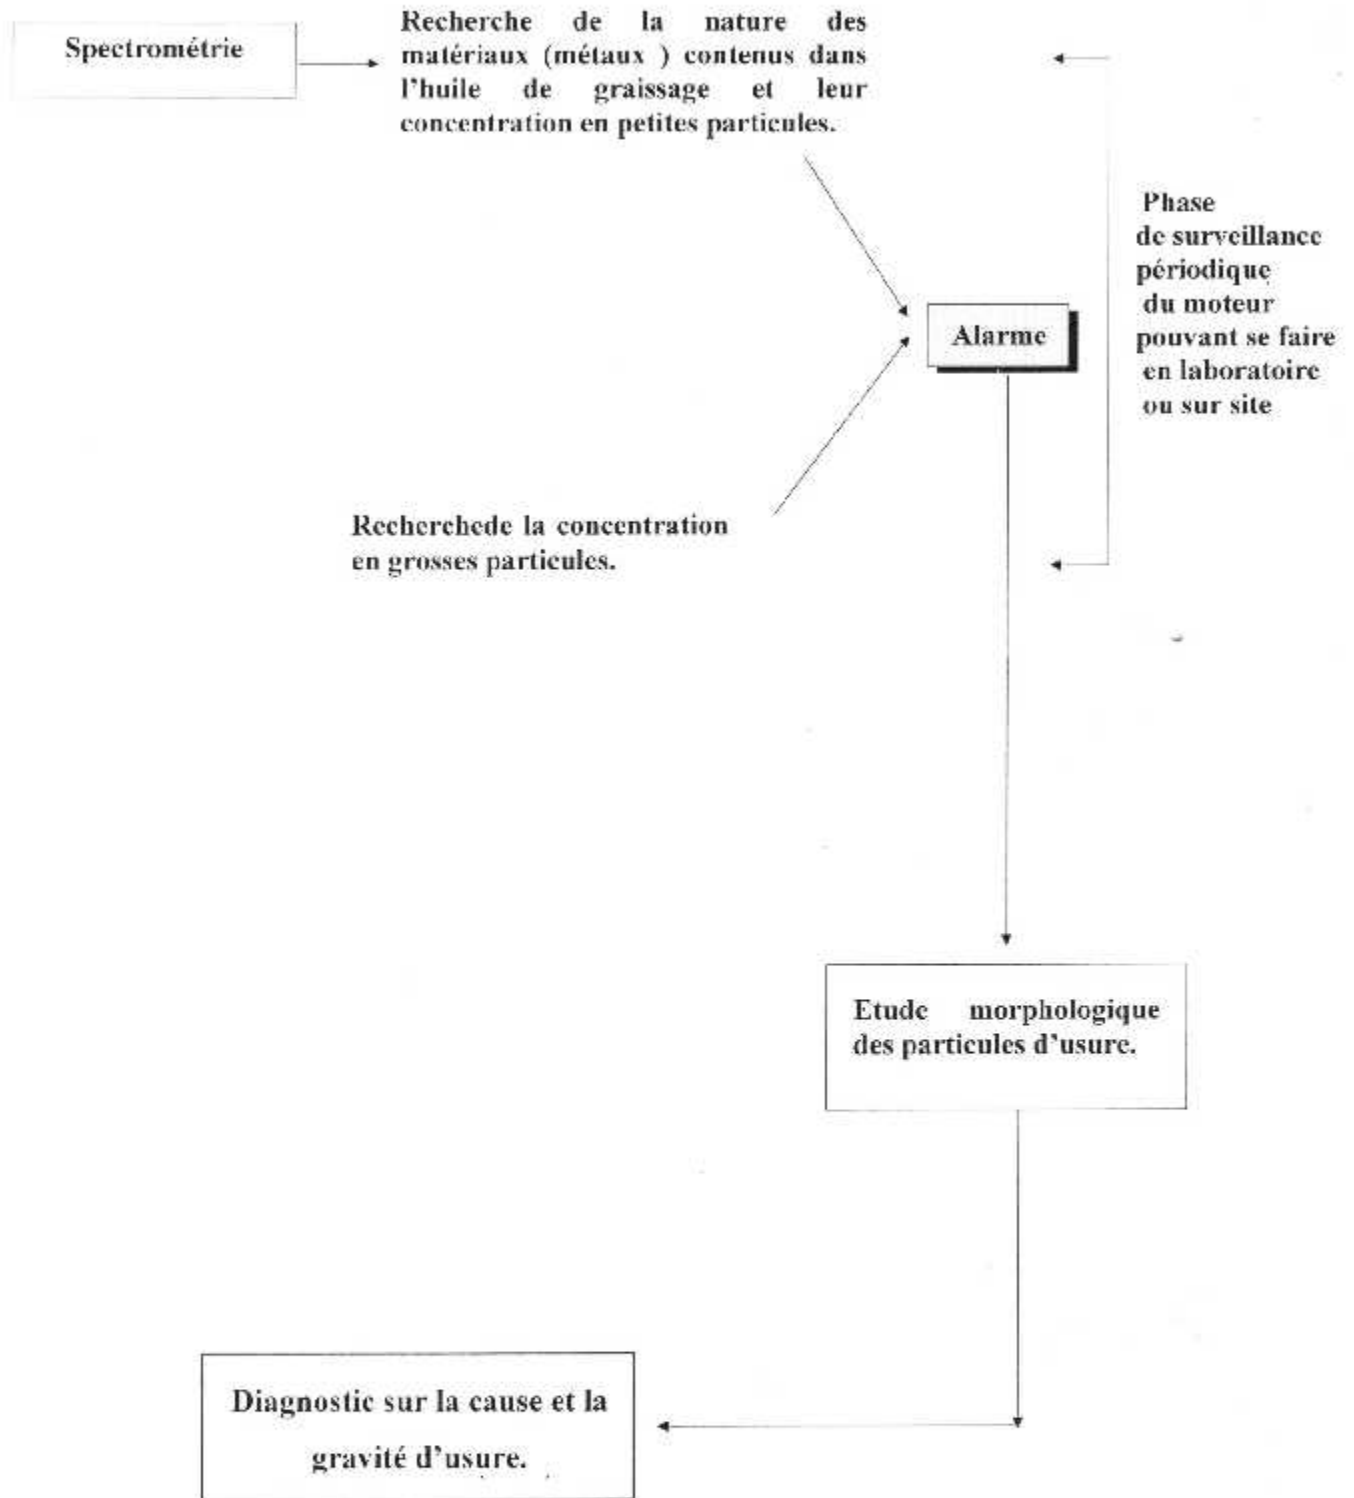 Spectrométrie
Recherche de la nature des
matériaux (métaux ) contenus dans
l'huile de graissage et leur
concentration en petites particules.
Phase
de surveillance
périodique
du moteur
pouvant se faire
en laboratoire
ou sur site
Alarme
Recherchede la concentration
en grosses particules.
Etude morphologique
des particules d'usure.
Diagnostic sur la cause et la
gravité d'usure.